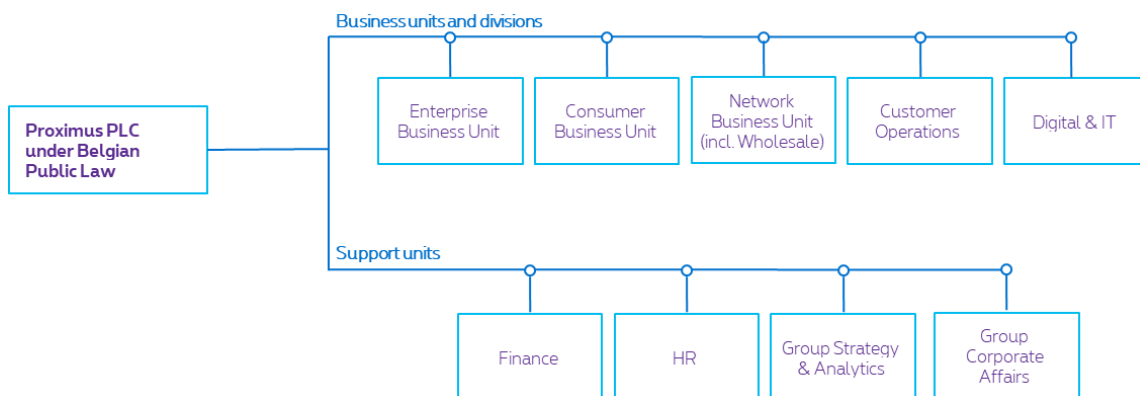 Business units and divisions
Proximus PLC
under Belgian
Public Law
Enterprise
Business Unit
Consumer
Business Unit
Network
Business Unit
(incl. Wholesale)
Customer
Operations
Digital & IT
Support units
Finance
HR
Group Strategy
& Analytics
Group
Corporate
Affairs